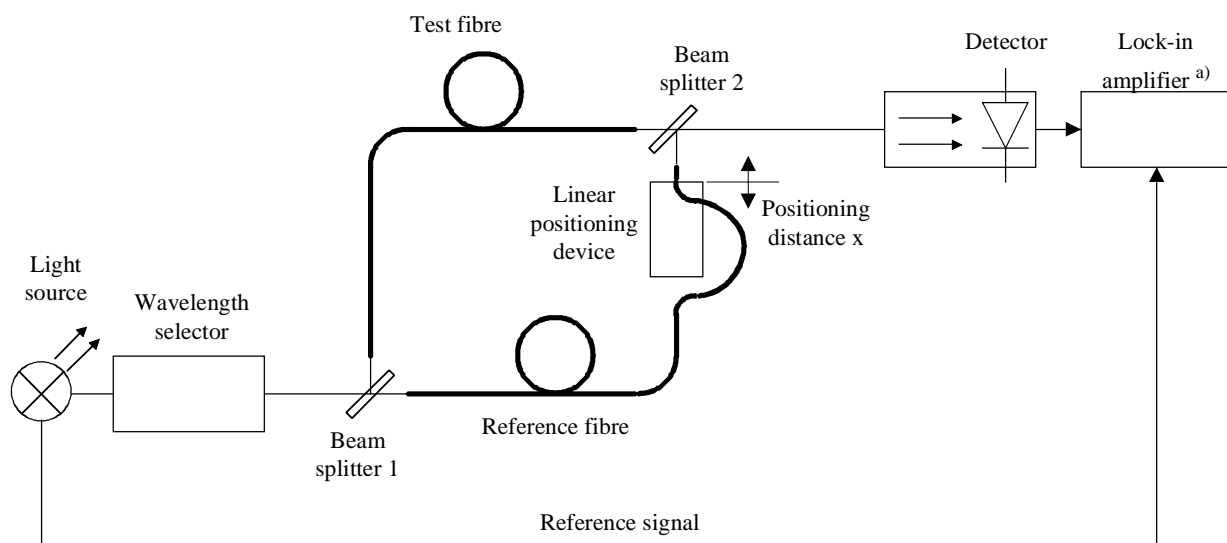 Test fibre
Beam
splitter 2
Detector
Lock-in
amplifier a)
Linear
positioning
device
Positioning
distance x
Light
source
Wavelength
selector
Reference fibre
Beam
splitter 1
Reference signal